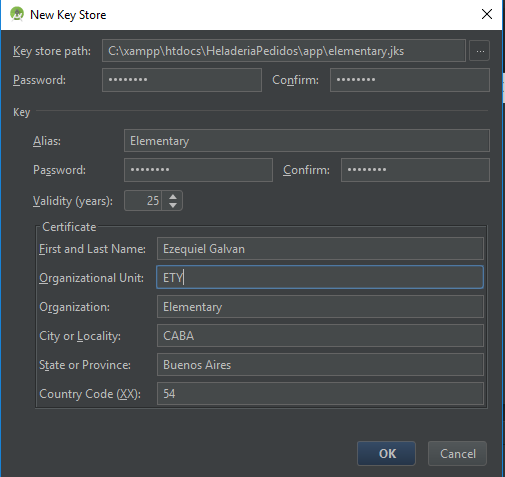 New Key Store
Key store path: C:\xampp\htdocs\HeladeriaPedidos\app\elementary.jks ...
Password: •••••••• Confirm: ••••••••
Key
Alias: Elementary
Password: •••••••• Confirm: ••••••••
Validity (years): 25
Certificate
First and Last Name: Ezequiel Galvan
Organizational Unit: ETY
Organization: Elementary
City or Locality: CABA
State or Province: Buenos Aires
Country Code (XX): 54
OK Cancel